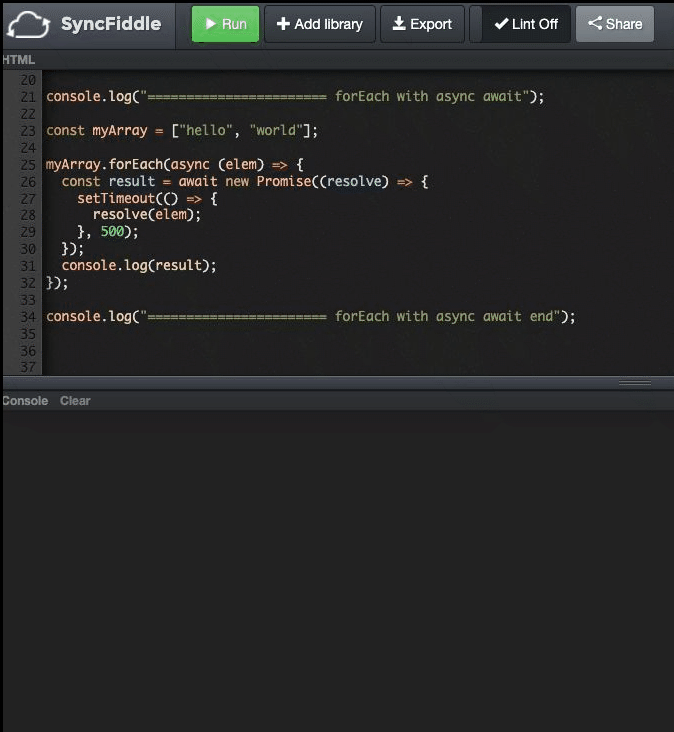 SyncFiddle Run Add library Export Lint Off Share
HTML
20
21 console.log("======================= forEach with async await");
22
23 const myArray = ["hello", "world"];
24
25 myArray.forEach(async (elem) => {
26   const result = await new Promise((resolve) => {
27     setTimeout(() => {
28       resolve(elem);
29     }, 500);
30   });
31   console.log(result);
32 });
33
34 console.log("======================= forEach with async await end");
35
36
37
Console Clear